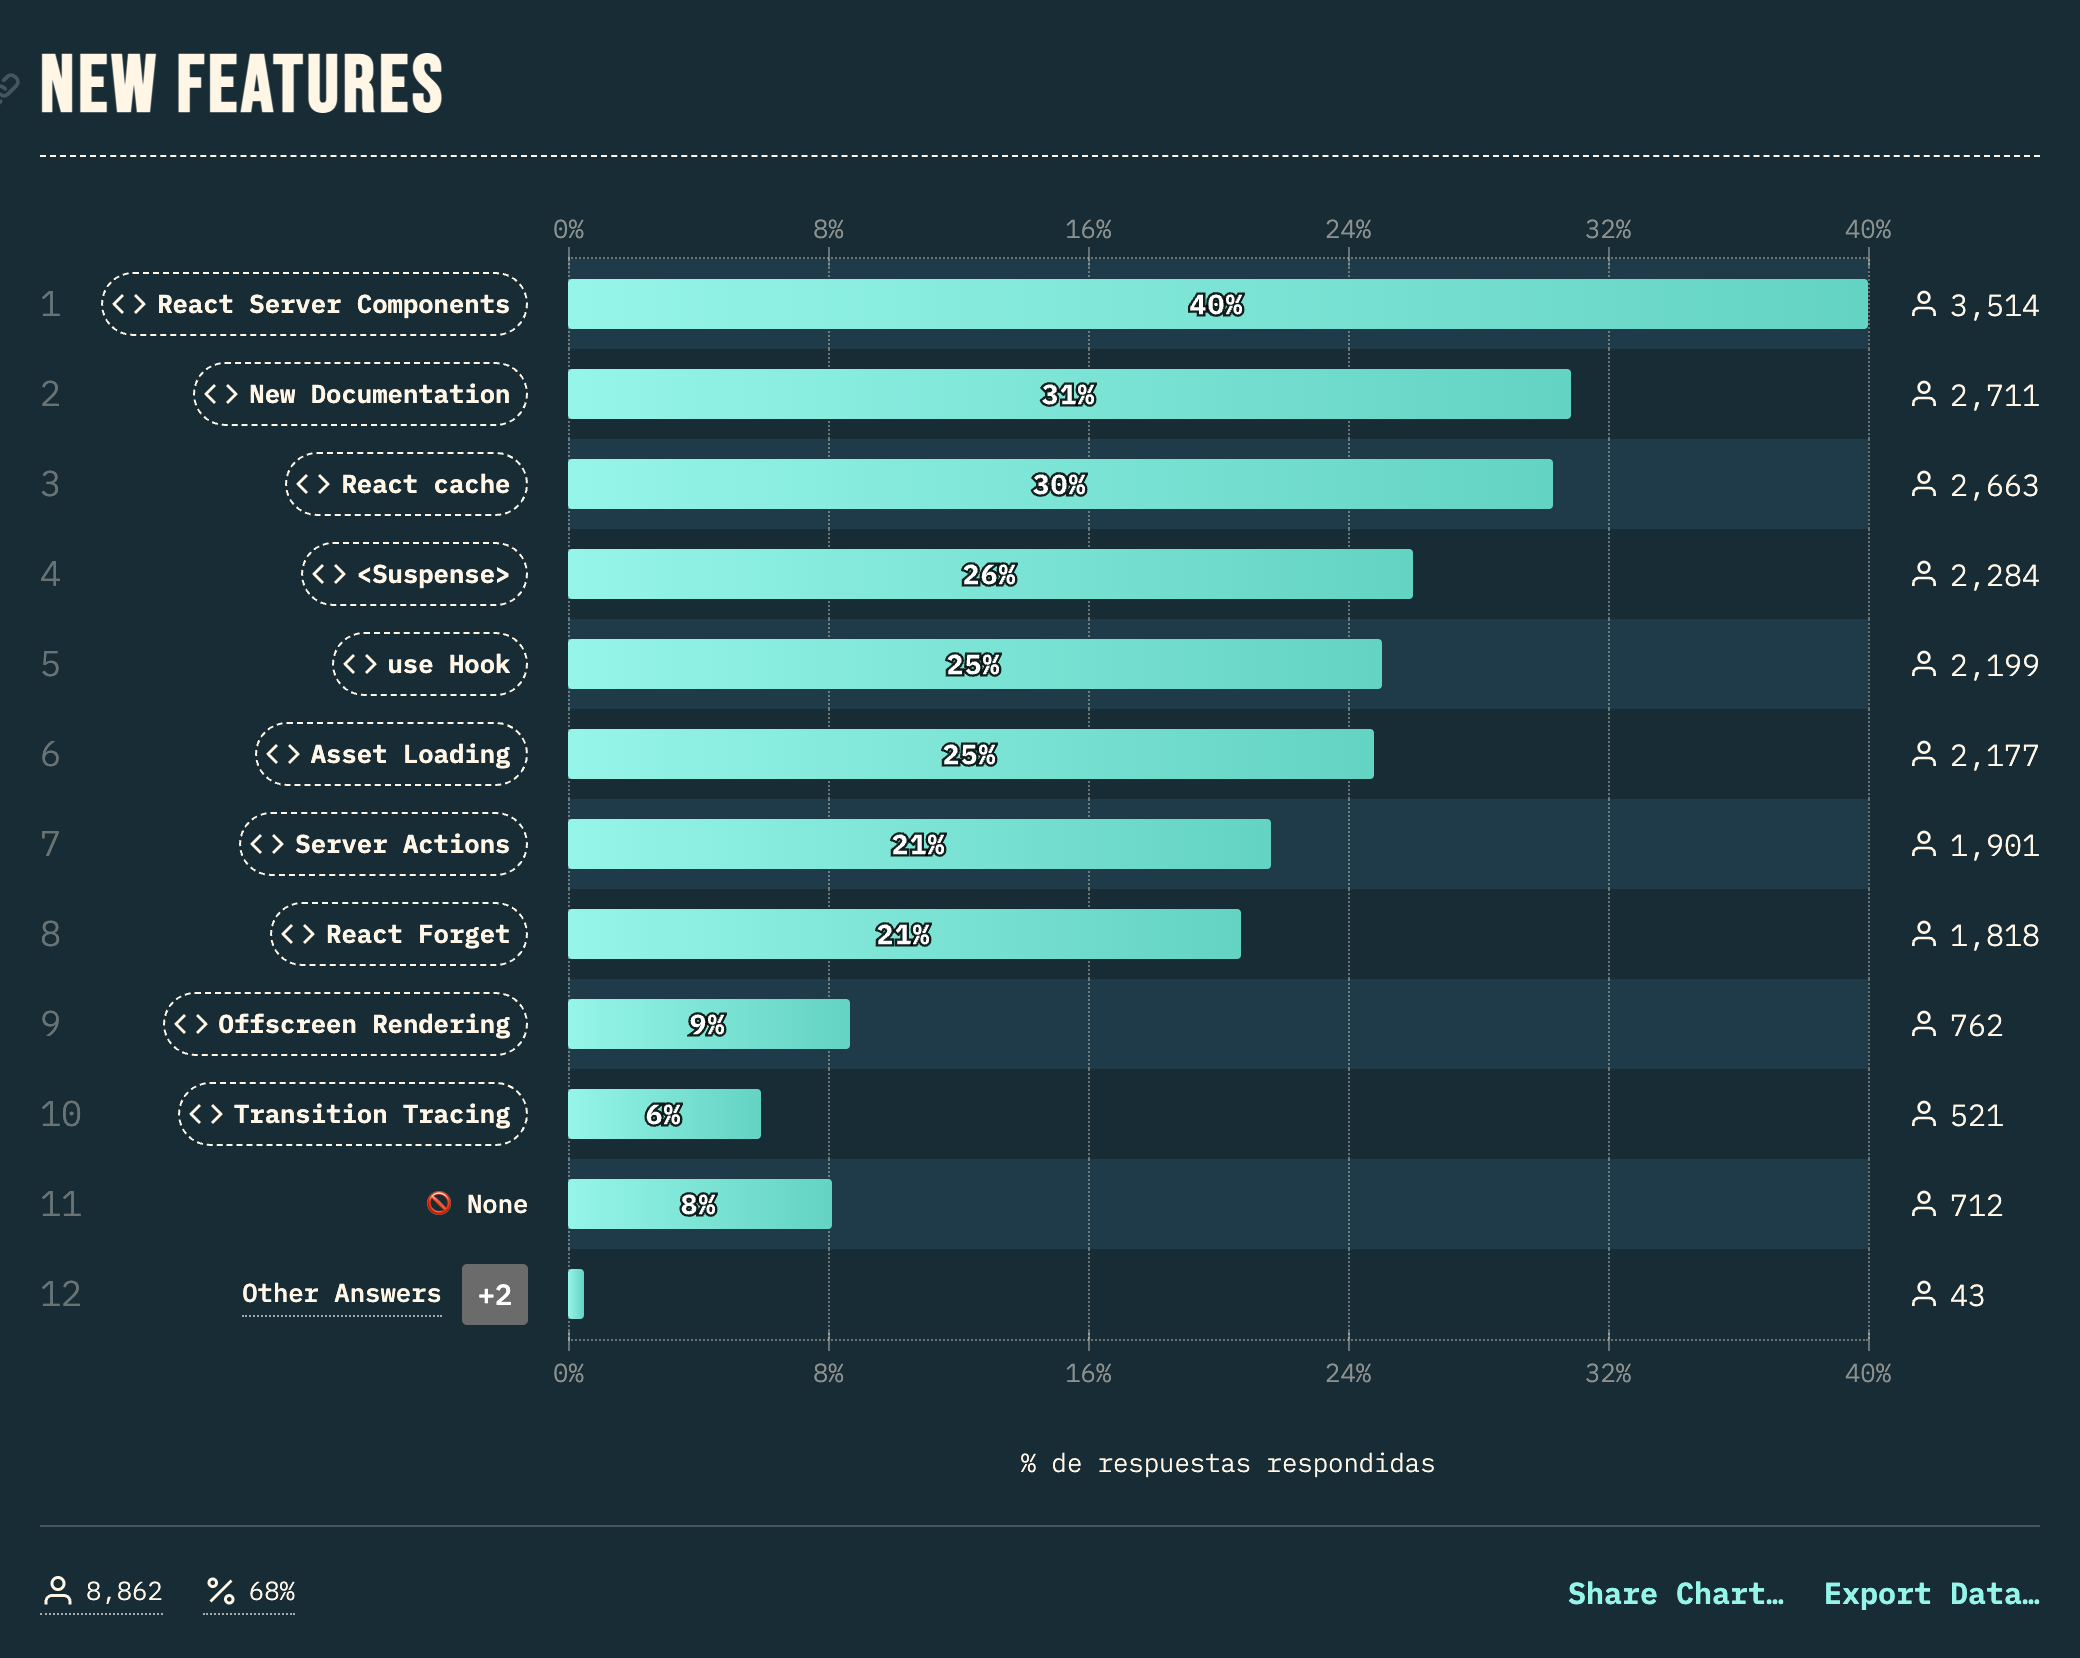 NEW FEATURES
0% 8% 16% 24% 32% 40%
1 <> React Server Components 40% 3,514
2 <> New Documentation 31% 2,711
3 <> React cache 30% 2,663
4 <> <Suspense> 26% 2,284
5 <> use Hook 25% 2,199
6 <> Asset Loading 25% 2,177
7 <> Server Actions 21% 1,901
8 <> React Forget 21% 1,818
9 <> Offscreen Rendering 9% 762
10 <> Transition Tracing 6% 521
11 None 8% 712
12 Other Answers +2 43
0% 8% 16% 24% 32% 40%
% de respuestas respondidas
8,862 % 68% Share Chart… Export Data…